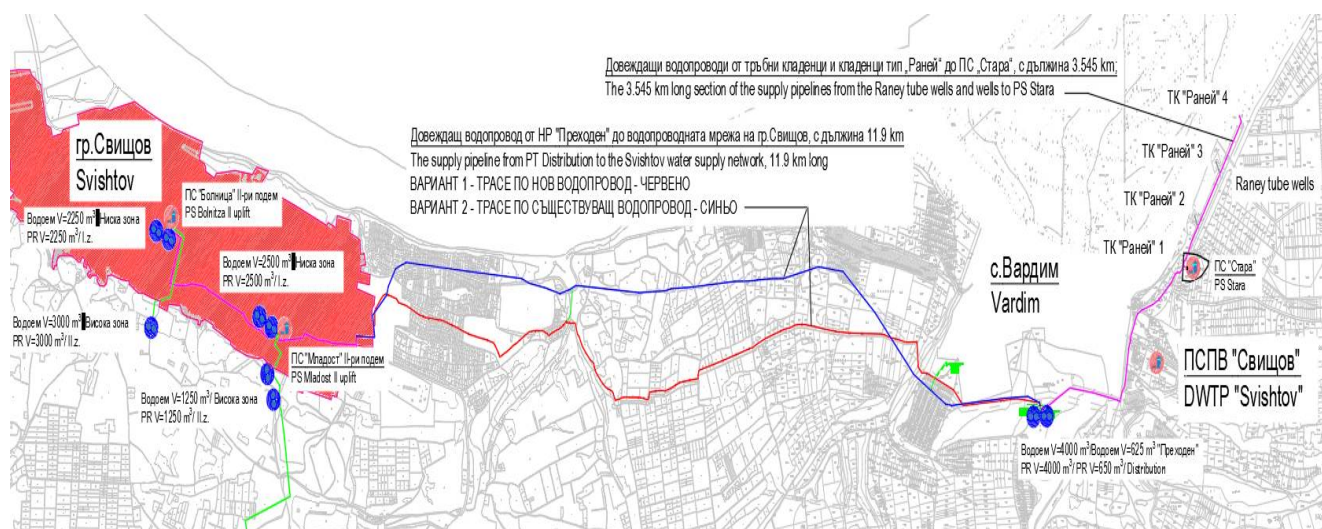 Довеждащи водопроводи от тръбни кладенци и кладенци тип „Раней" до ПС „Стара", с дължина 3.545 km;
The 3.545 km long section of the supply pipelines from the Raney tube wells and wells to PS Stara
ТК "Раней" 4
Довеждащ водопровод от НР "Преходен" до водопроводната мрежа на гр.Свищов, с дължина 11.9 km
The supply pipeline from PT Distribution to the Svishtov water supply network, 11.9 km long
ВАРИАНТ 1 - ТРАСЕ ПО НОВ ВОДОПРОВОД - ЧЕРВЕНО
ВАРИАНТ 2 - ТРАСЕ ПО СЪЩЕСТВУВАЩ ВОДОПРОВОД - СИНЬО
ТК "Раней" 3
Raney tube wells
ТК "Раней" 2
ТК "Раней" 1
гр.Свищов
Svishtov
ПС "Болница" II-ри подем
PS Bolnitza II uplift
Водоем V=2250 m³ Ниска зона
PR V=2250 m³/ I.z.
Водоем V=2500 m³ Ниска зона
PR V=2500 m³/ I.z.
с.Вардим
Vardim
ПС "Стара"
PS Stara
Водоем V=3000 m³ Висока зона
PR V=3000 m³/ II.z.
ПС "Младост" II-ри подем
PS Mladost II uplift
ПСПВ "Свищов"
DWTP "Svishtov"
Водоем V=1250 m³/ Висока зона
PR V=1250 m³/ II.z.
Водоем V=4000 m³/Водоем V=625 m³ "Преходен"
PR V=4000 m³/ PR V=650 m³/ Distribution